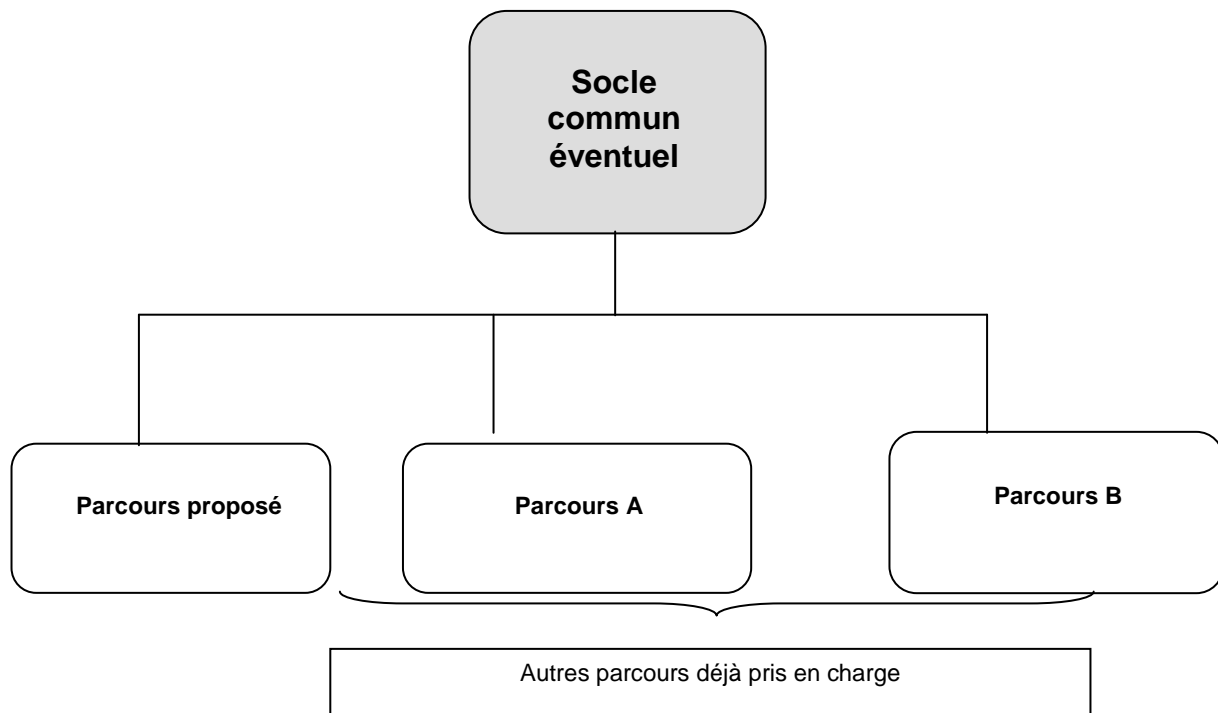 Socle
commun
éventuel
Parcours proposé
Parcours A
Parcours B
Autres parcours déjà pris en charge